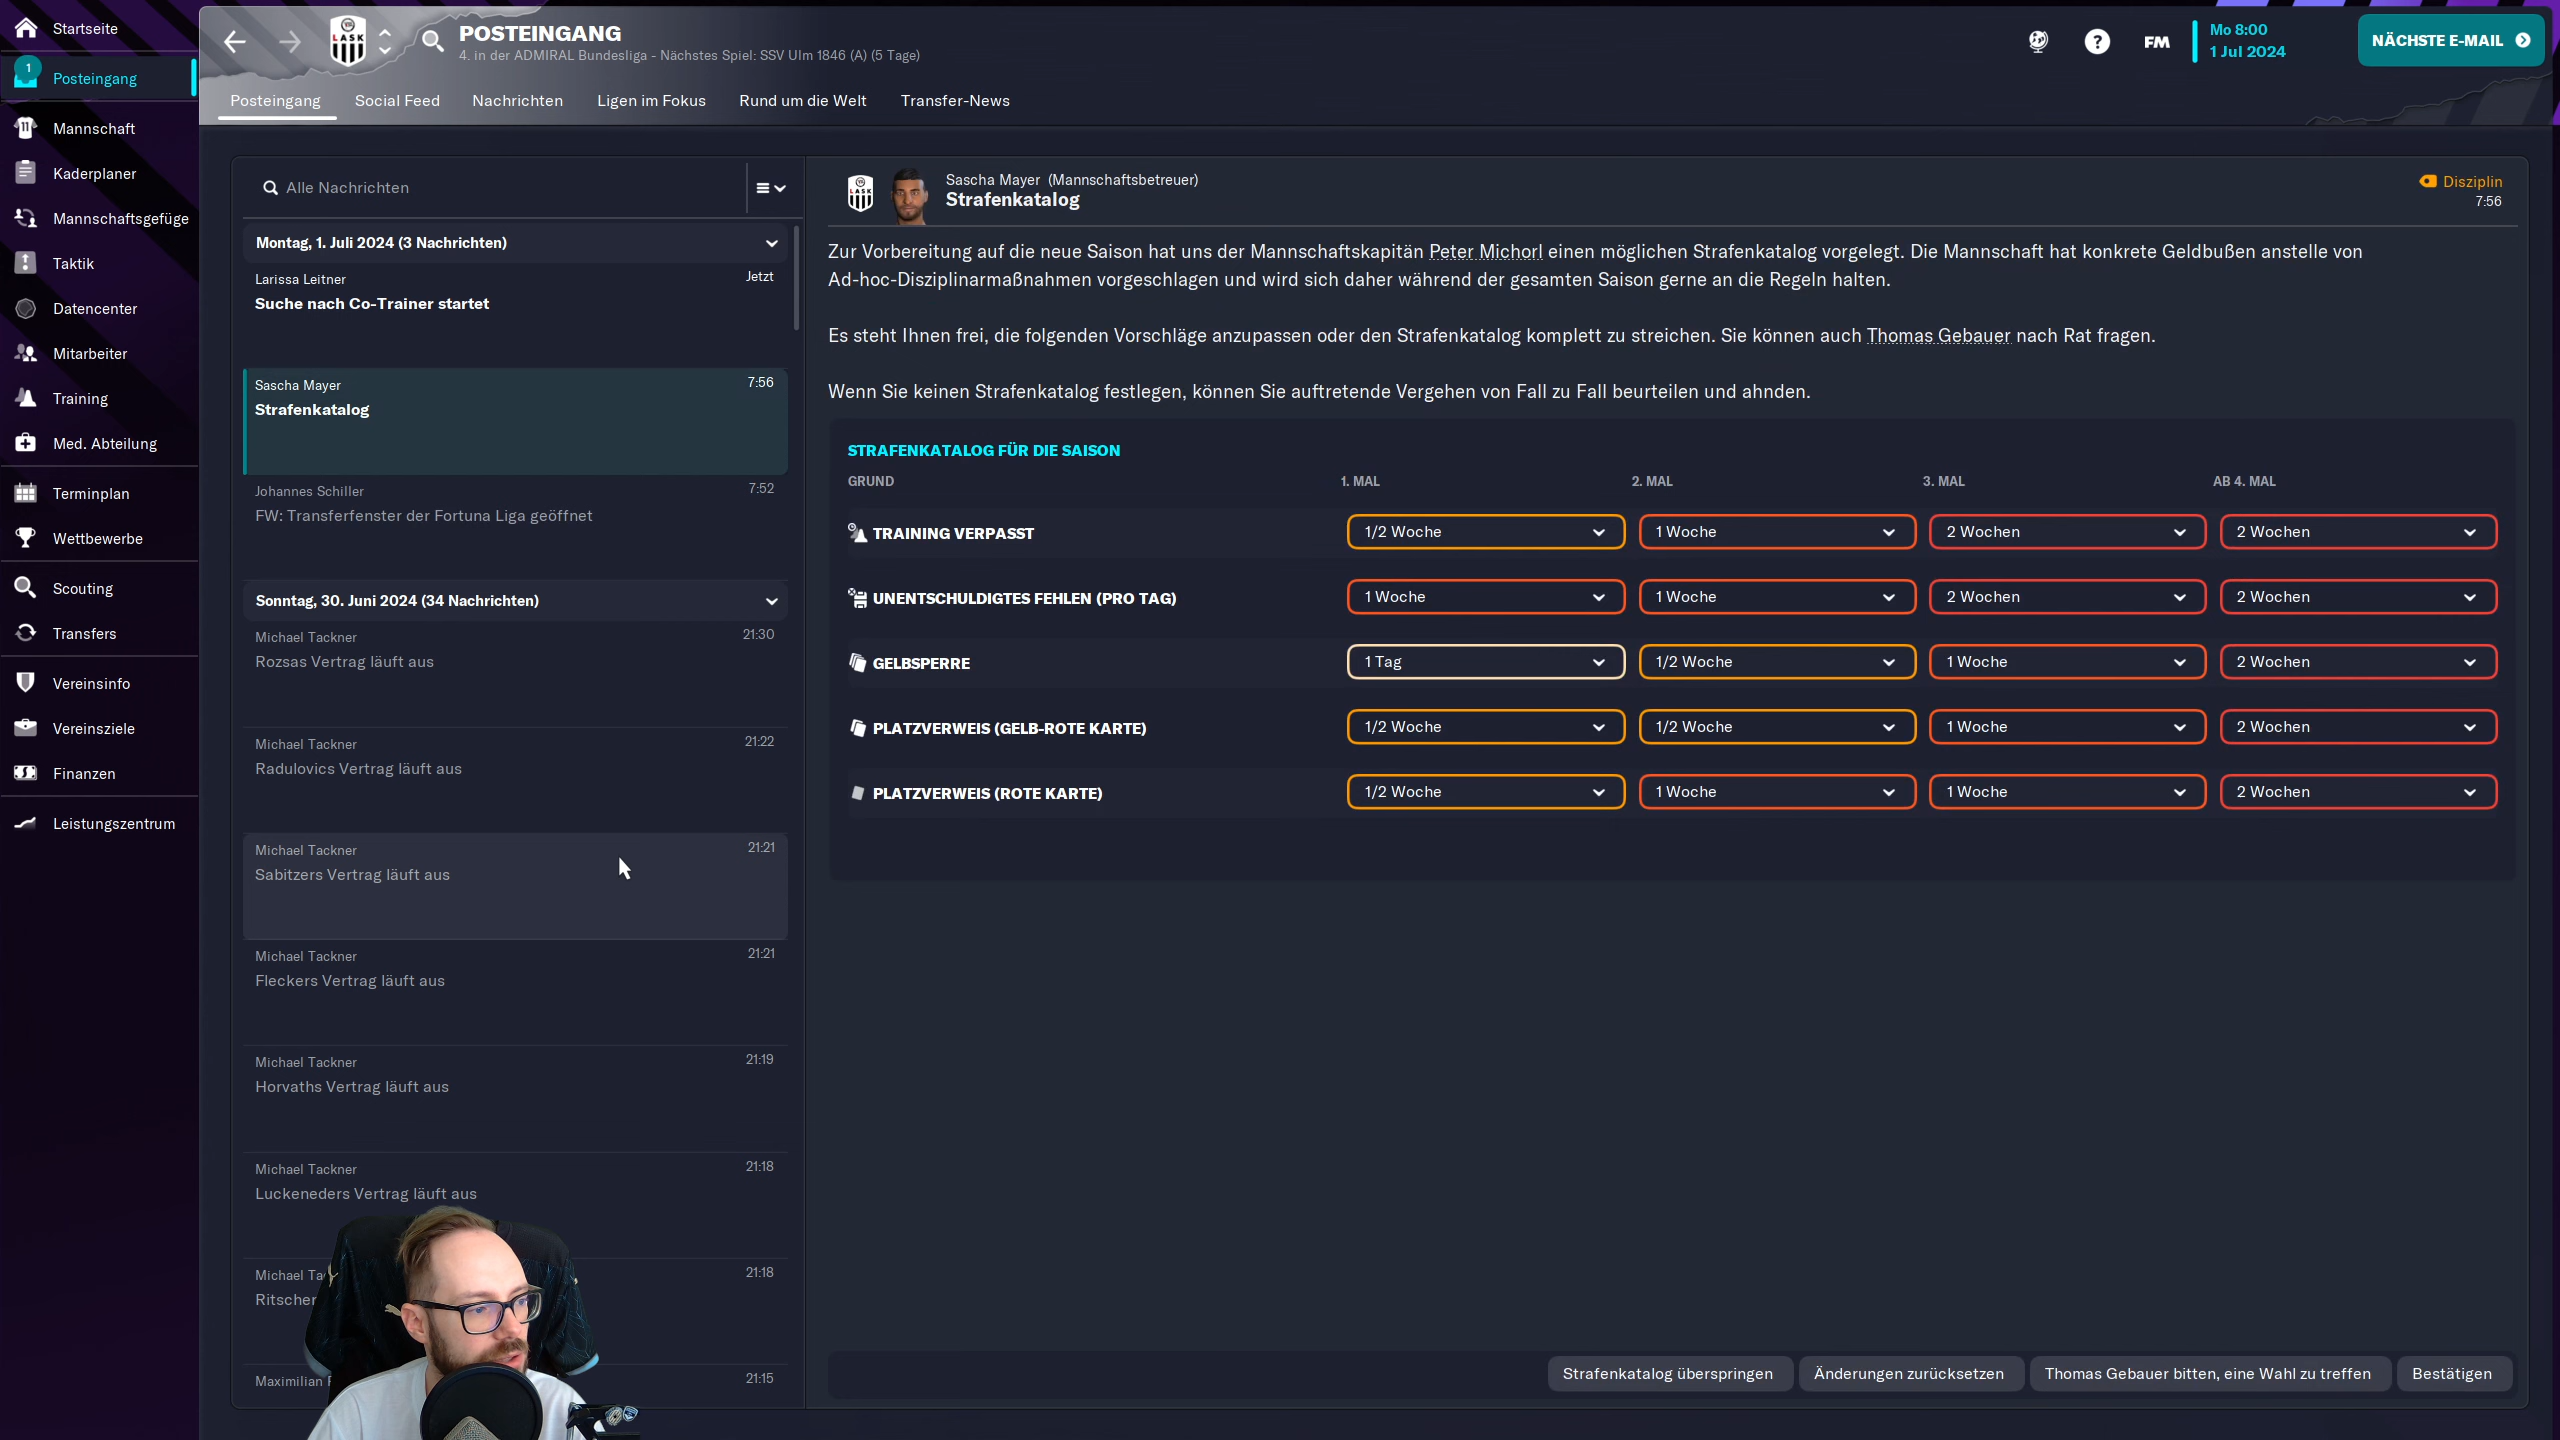 Startseite
1
Posteingang
Mannschaft
Kaderplaner
Mannschaftsgefüge
Taktik
Datencenter
Mitarbeiter
Training
Med. Abteilung
Terminplan
Wettbewerbe
Scouting
Transfers
Vereinsinfo
Vereinsziele
Finanzen
Leistungszentrum
LASK
POSTEINGANG
4. in der ADMIRAL Bundesliga - Nächstes Spiel: SSV Ulm 1846 (A) (5 Tage)
FM
Mo 8:00
1 Jul 2024
NÄCHSTE E-MAIL
Posteingang Social Feed Nachrichten Ligen im Fokus Rund um die Welt Transfer-News
Alle Nachrichten
Montag, 1. Juli 2024 (3 Nachrichten)
Larissa Leitner Jetzt
Suche nach Co-Trainer startet
Sascha Mayer 7:56
Strafenkatalog
Johannes Schiller 7:52
FW: Transferfenster der Fortuna Liga geöffnet
Sonntag, 30. Juni 2024 (34 Nachrichten)
Michael Tackner 21:30
Rozsas Vertrag läuft aus
Michael Tackner 21:22
Radulovics Vertrag läuft aus
Michael Tackner 21:21
Sabitzers Vertrag läuft aus
Michael Tackner 21:21
Fleckers Vertrag läuft aus
Michael Tackner 21:19
Horvaths Vertrag läuft aus
Michael Tackner 21:18
Luckeneders Vertrag läuft aus
Michael 21:18
Maximilian 21:15
LASK
Sascha Mayer (Mannschaftsbetreuer)
Strafenkatalog
Disziplin
7:56
Zur Vorbereitung auf die neue Saison hat uns der Mannschaftskapitän Peter Michorl einen möglichen Strafenkatalog vorgelegt. Die Mannschaft hat konkrete Geldbußen anstelle von
Ad-hoc-Disziplinarmaßnahmen vorgeschlagen und wird sich daher während der gesamten Saison gerne an die Regeln halten.
Es steht Ihnen frei, die folgenden Vorschläge anzupassen oder den Strafenkatalog komplett zu streichen. Sie können auch Thomas Gebauer nach Rat fragen.
Wenn Sie keinen Strafenkatalog festlegen, können Sie auftretende Vergehen von Fall zu Fall beurteilen und ahnden.
STRAFENKATALOG FÜR DIE SAISON
GRUND 1. MAL 2. MAL 3. MAL AB 4. MAL
TRAINING VERPASST 1/2 Woche 1 Woche 2 Wochen 2 Wochen
UNENTSCHULDIGTES FEHLEN (PRO TAG) 1 Woche 1 Woche 2 Wochen 2 Wochen
GELBSPERRE 1 Tag 1/2 Woche 1 Woche 2 Wochen
PLATZVERWEIS (GELB-ROTE KARTE) 1/2 Woche 1/2 Woche 1 Woche 2 Wochen
PLATZVERWEIS (ROTE KARTE) 1/2 Woche 1 Woche 1 Woche 2 Wochen
Strafenkatalog überspringen Änderungen zurücksetzen Thomas Gebauer bitten, eine Wahl zu treffen Bestätigen